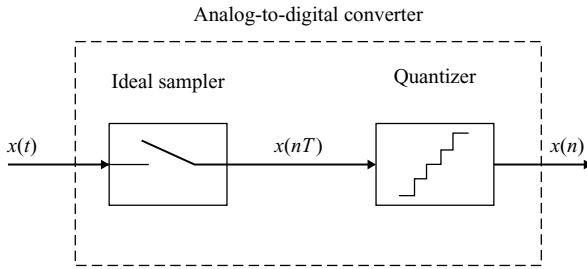 Analog-to-digital converter
Ideal sampler
Quantizer
x(t)
x(nT)
x(n)